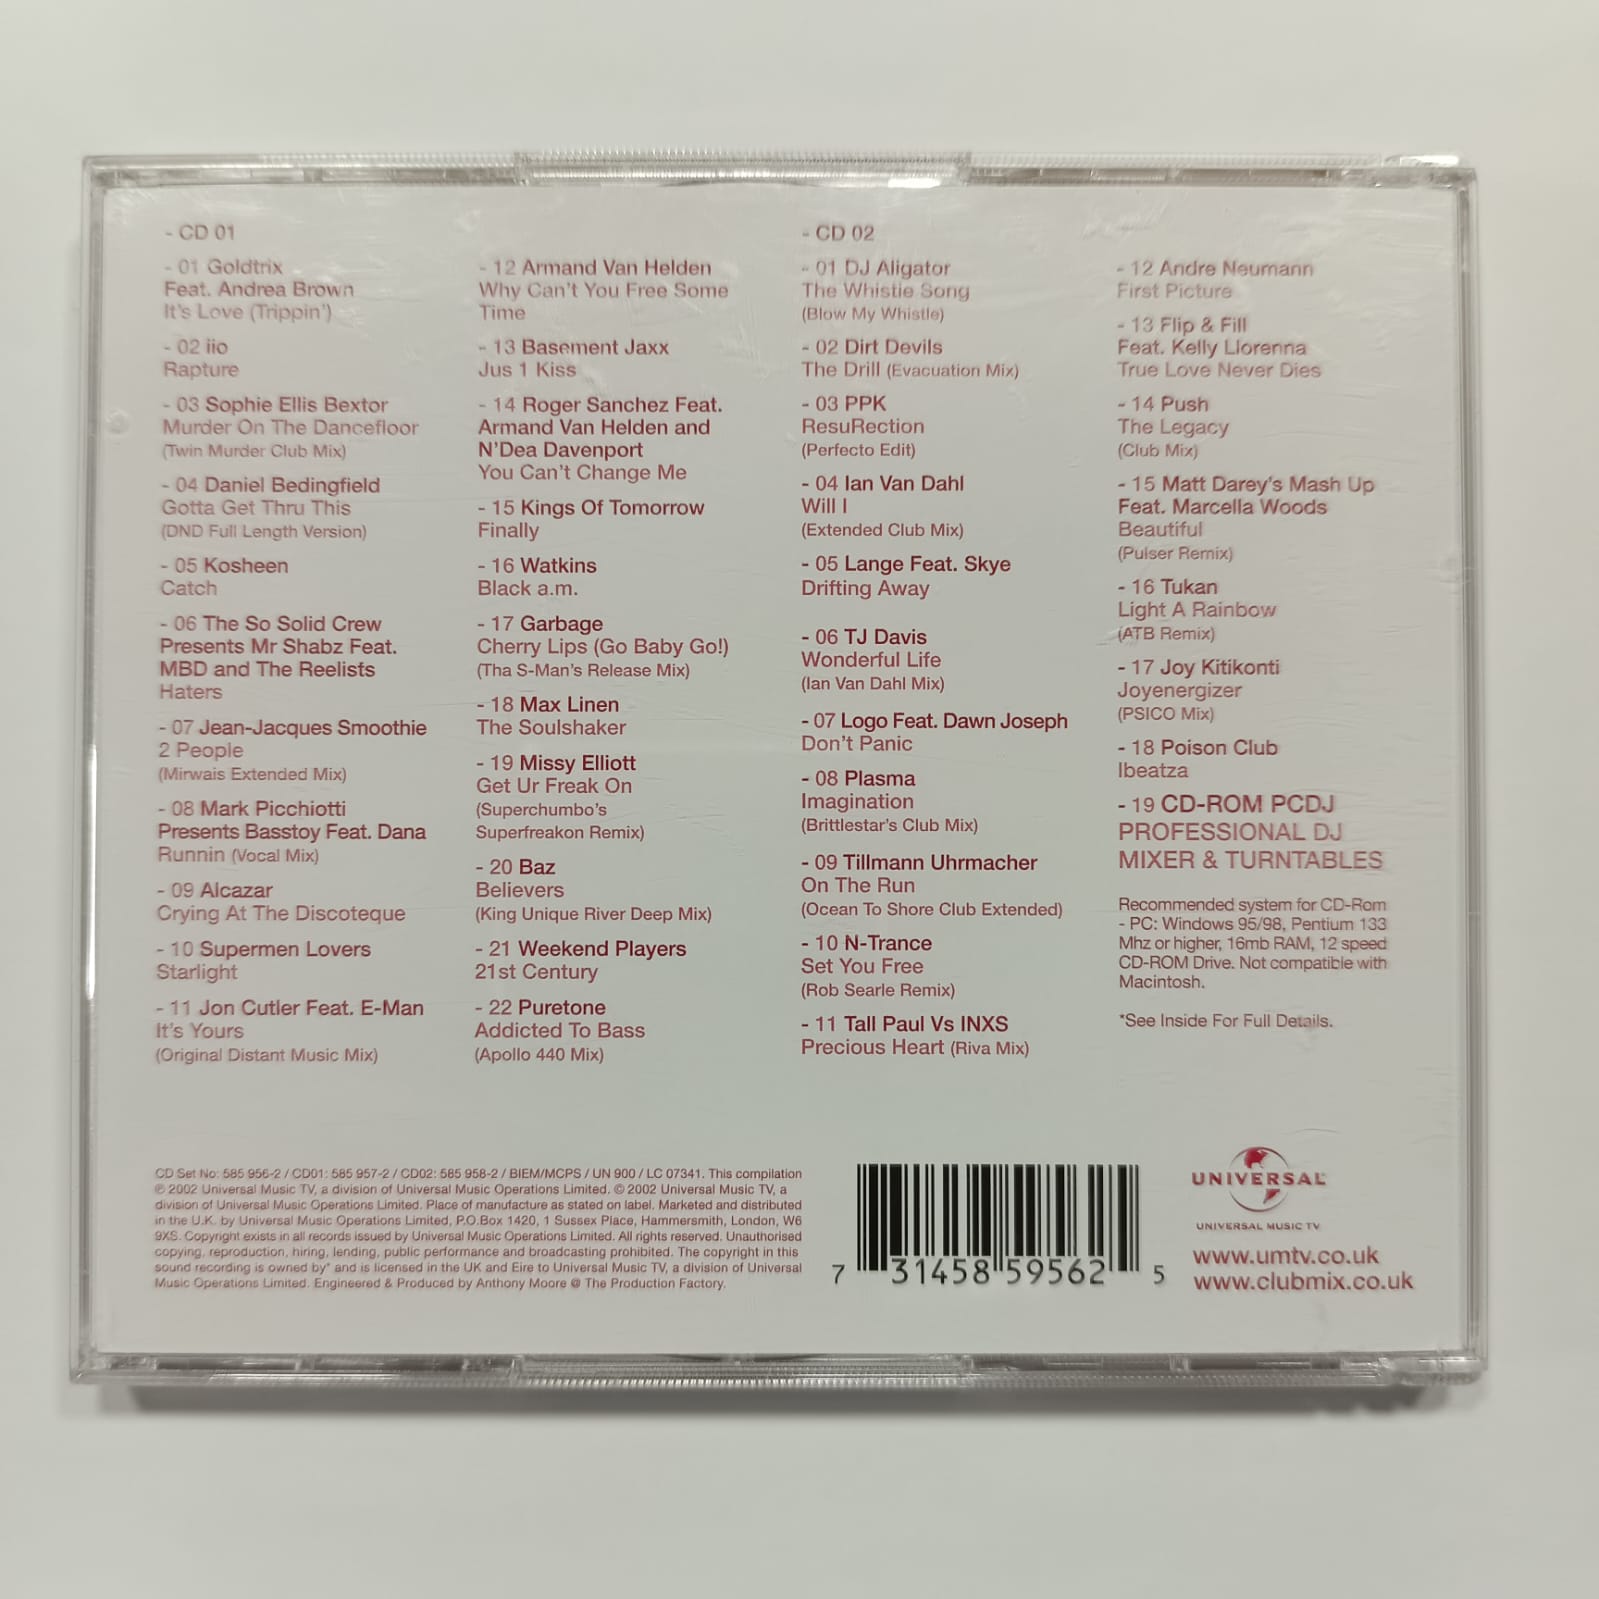 - CD 01
- 01 Goldtrix
Feat. Andrea Brown
It's Love (Trippin')
- 02 iio
Rapture
- 03 Sophie Ellis Bextor
Murder On The Dancefloor
(Twin Murder Club Mix)
- 04 Daniel Bedingfield
Gotta Get Thru This
(DND Full Length Version)
- 05 Kosheen
Catch
- 06 The So Solid Crew
Presents Mr Shabz Feat.
MBD and The Reelists
Haters
- 07 Jean-Jacques Smoothie
2 People
(Mirwais Extended Mix)
- 08 Mark Picchiotti
Presents Basstoy Feat. Dana
Runnin (Vocal Mix)
- 09 Alcazar
Crying At The Discoteque
- 10 Supermen Lovers
Starlight
- 11 Jon Cutler Feat. E-Man
It's Yours
(Original Distant Music Mix)
- 12 Armand Van Helden
Why Can't You Free Some
Time
- 13 Basement Jaxx
Jus 1 Kiss
- 14 Roger Sanchez Feat.
Armand Van Helden and
N'Dea Davenport
You Can't Change Me
- 15 Kings Of Tomorrow
Finally
- 16 Watkins
Black a.m.
- 17 Garbage
Cherry Lips (Go Baby Go!)
(Tha S-Man's Release Mix)
- 18 Max Linen
The Soulshaker
- 19 Missy Elliott
Get Ur Freak On
(Superchumbo's
Superfreakon Remix)
- 20 Baz
Believers
(King Unique River Deep Mix)
- 21 Weekend Players
21st Century
- 22 Puretone
Addicted To Bass
(Apollo 440 Mix)
- CD 02
- 01 DJ Aligator
The Whistle Song
(Blow My Whistle)
- 02 Dirt Devils
The Drill (Evacuation Mix)
- 03 PPK
ResuRection
(Perfecto Edit)
- 04 Ian Van Dahl
Will I
(Extended Club Mix)
- 05 Lange Feat. Skye
Drifting Away
- 06 TJ Davis
Wonderful Life
(Ian Van Dahl Mix)
- 07 Logo Feat. Dawn Joseph
Don't Panic
- 08 Plasma
Imagination
(Brittlestar's Club Mix)
- 09 Tillmann Uhrmacher
On The Run
(Ocean To Shore Club Extended)
- 10 N-Trance
Set You Free
(Rob Searle Remix)
- 11 Tall Paul Vs INXS
Precious Heart (Riva Mix)
- 12 Andre Neumann
First Picture
- 13 Flip & Fill
Feat. Kelly Llorenna
True Love Never Dies
- 14 Push
The Legacy
(Club Mix)
- 15 Matt Darey's Mash Up
Feat. Marcella Woods
Beautiful
(Pulser Remix)
- 16 Tukan
Light A Rainbow
(ATB Remix)
- 17 Joy Kitikonti
Joyenergizer
(PSICO Mix)
- 18 Poison Club
Ibeatza
- 19 CD-ROM PCDJ
PROFESSIONAL DJ
MIXER & TURNTABLES
Recommended system for CD-Rom
- PC: Windows 95/98, Pentium 133
Mhz or higher, 16mb RAM, 12 speed
CD-ROM Drive. Not compatible with
Macintosh.
*See Inside For Full Details.
CD Set No: 585 956-2 / CD01: 585 957-2 / CD02: 585 958-2 / BIEM/MCPS / UN 900 / LC 07341. This compilation
℗ 2002 Universal Music TV, a division of Universal Music Operations Limited. © 2002 Universal Music TV, a
division of Universal Music Operations Limited. Place of manufacture as stated on label. Marketed and distributed
in the U.K. by Universal Music Operations Limited, P.O.Box 1420, 1 Sussex Place, Hammersmith, London, W6
9XS. Copyright exists in all records issued by Universal Music Operations Limited. All rights reserved. Unauthorised
copying, reproduction, hiring, lending, public performance and broadcasting prohibited. The copyright in this
sound recording is owned by* and is licensed in the UK and Eire to Universal Music TV, a division of Universal
Music Operations Limited. Engineered & Produced by Anthony Moore @ The Production Factory.
7 31458 59562 5
UNIVERSAL
UNIVERSAL MUSIC TV
www.umtv.co.uk
www.clubmix.co.uk